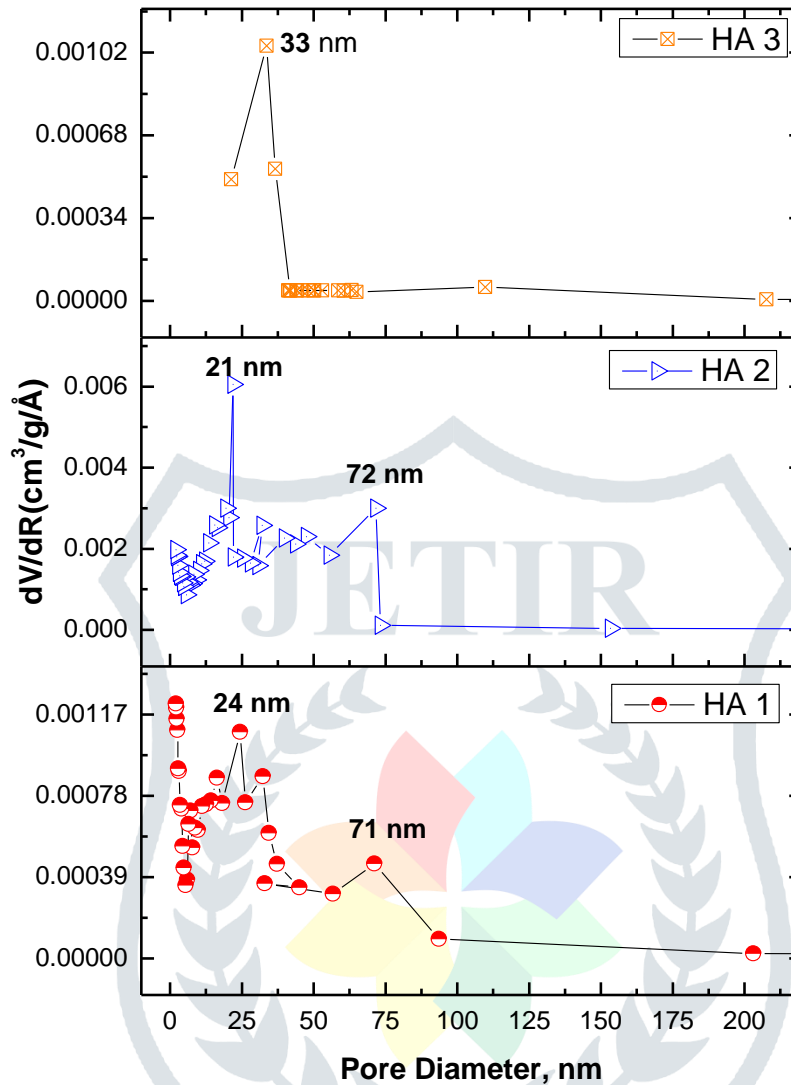 33 nm
HA 3
0.00102
0.00068
0.00034
0.00000
21 nm
HA 2
0.006
72 nm
0.004
0.002
0.000
JETIR
24 nm
HA 1
0.00117
0.00078
71 nm
0.00039
0.00000
dV/dR(cm³/g/Å)
0 25 50 75 100 125 150 175 200
Pore Diameter, nm